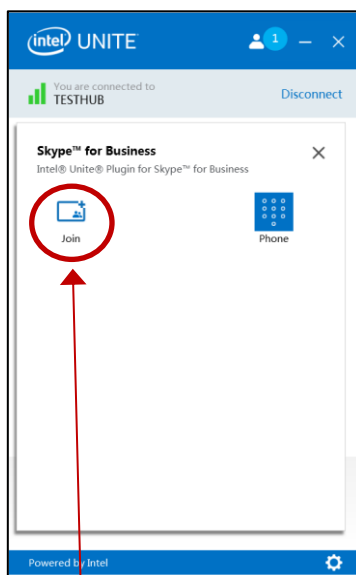 intel UNITE 1
You are connected to
TESTHUB
Disconnect
Skype™ for Business
Intel® Unite® Plugin for Skype™ for Business
Join
Phone
Powered by Intel